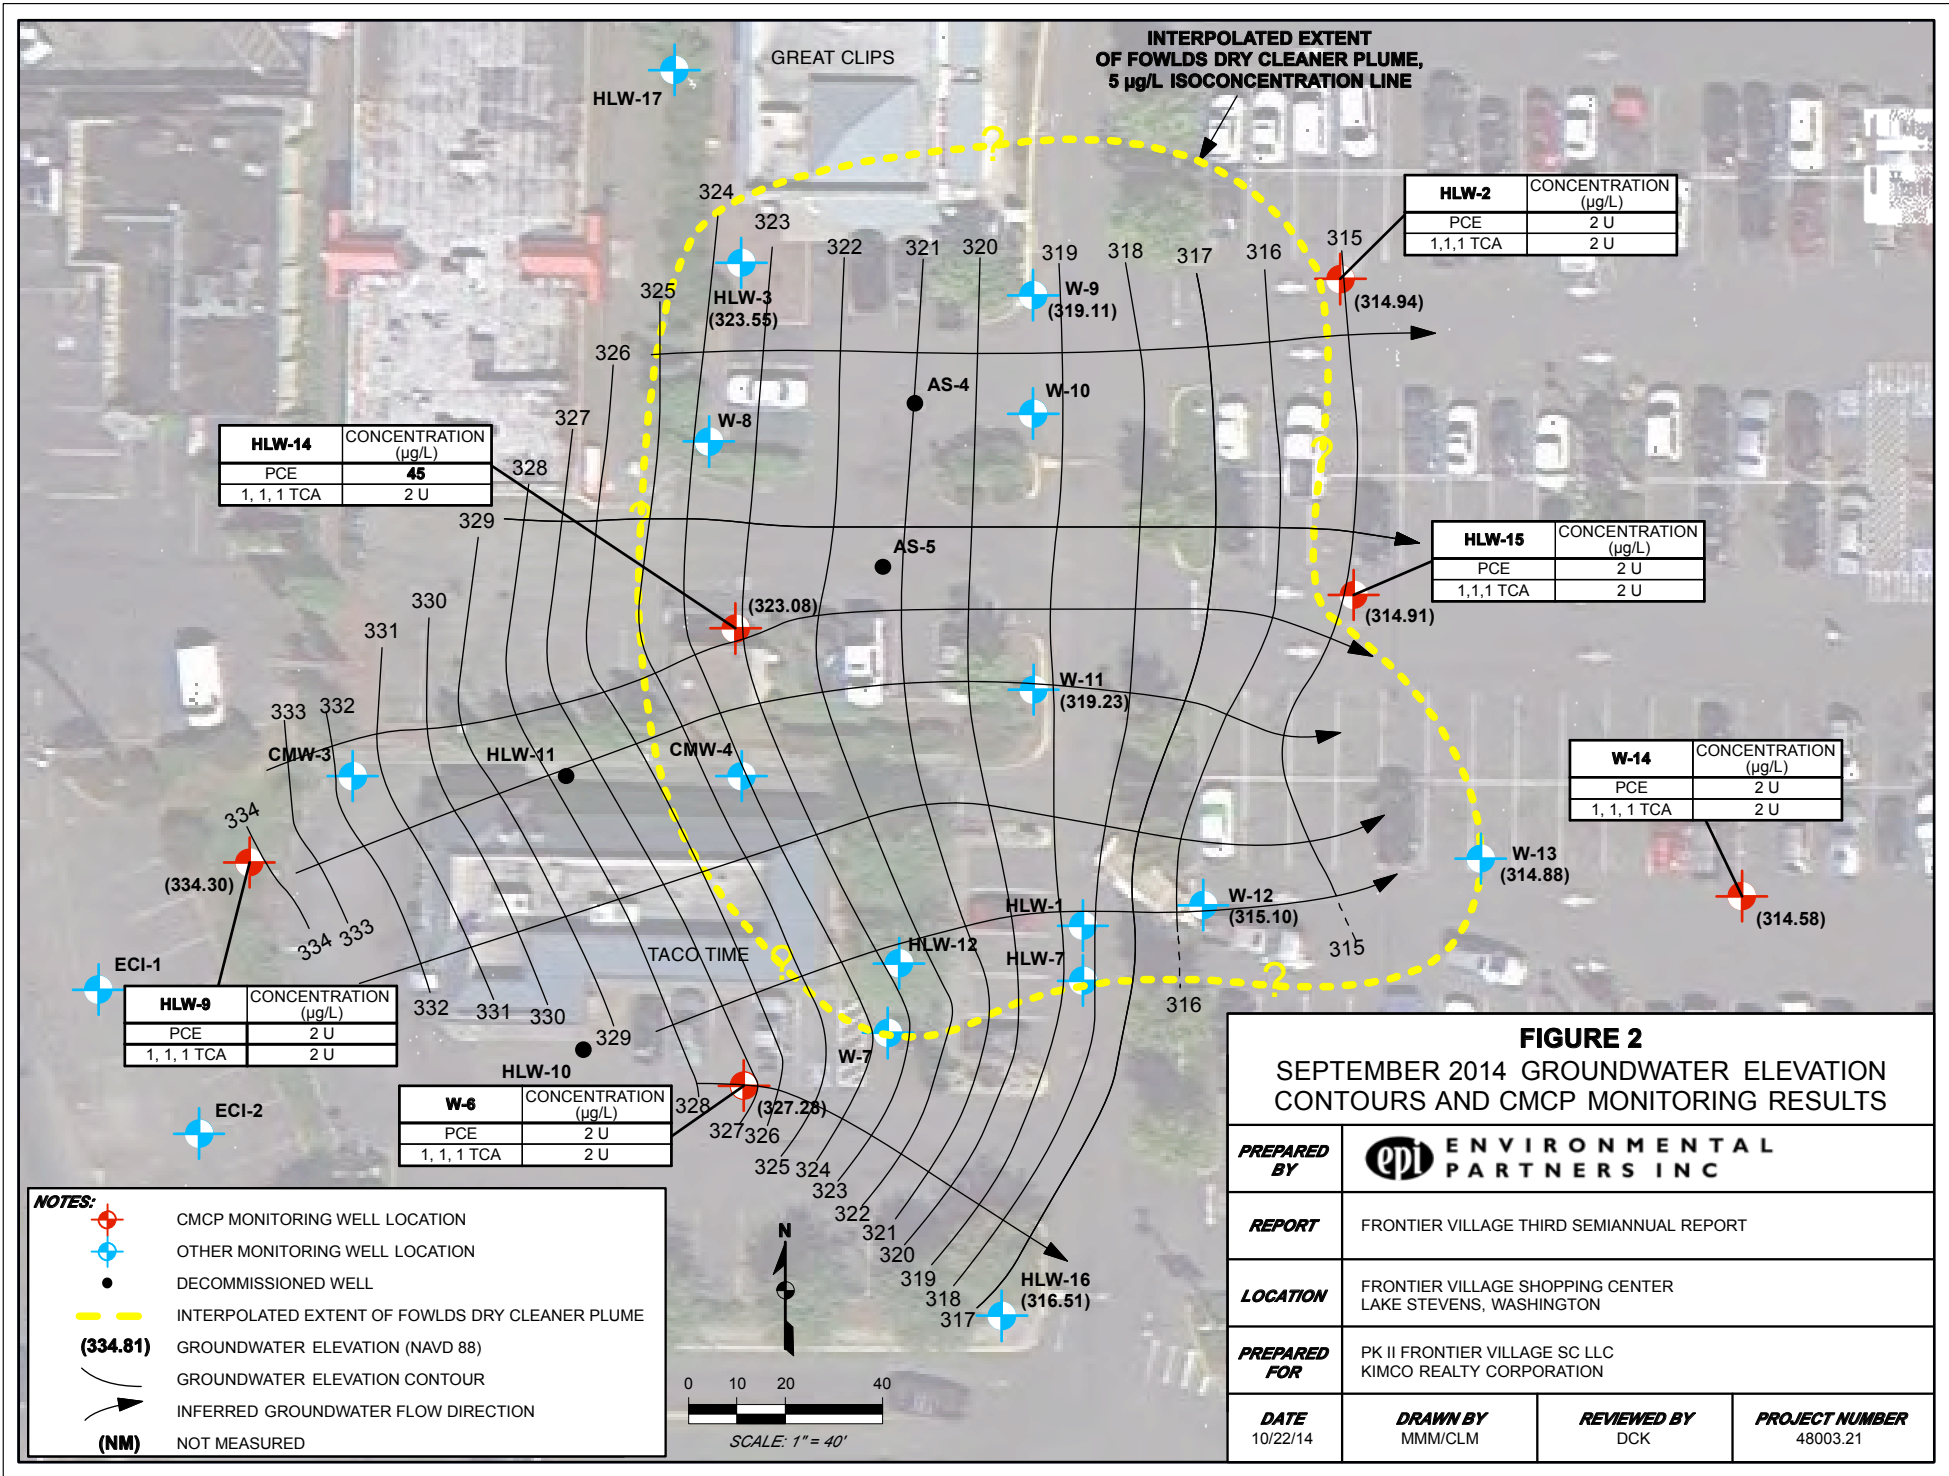 INTERPOLATED EXTENT
OF FOWLDS DRY CLEANER PLUME,
5 µg/L ISOCONCENTRATION LINE
GREAT CLIPS
HLW-17
?
324
323
322
321
320
319
318
317
316
315
HLW-2 CONCENTRATION
(µg/L)
PCE 2 U
1,1,1 TCA 2 U
(314.94)
325
HLW-3
(323.55)
W-9
(319.11)
326
AS-4
W-10
W-8
327
?
HLW-14 CONCENTRATION
(µg/L)
PCE 45
1, 1, 1 TCA 2 U
328
?
329
AS-5
HLW-15 CONCENTRATION
(µg/L)
PCE 2 U
1,1,1 TCA 2 U
330
(323.08)
(314.91)
331
W-11
(319.23)
333
332
CMW-3
HLW-11
CMW-4
W-14 CONCENTRATION
(µg/L)
PCE 2 U
1, 1, 1 TCA 2 U
334
(334.30)
W-13
(314.88)
W-12
(315.10)
HLW-1
(314.58)
334
333
TACO TIME
?
HLW-12
HLW-7
315
ECI-1
?
HLW-9 CONCENTRATION
(µg/L)
PCE 2 U
1, 1, 1 TCA 2 U
332
331
330
329
316
W-7
HLW-10
ECI-2
W-6 CONCENTRATION
(µg/L)
PCE 2 U
1, 1, 1 TCA 2 U
328
(327.28)
327
326
325
324
323
322
321
320
319
318
317
HLW-16
(316.51)
NOTES:
CMCP MONITORING WELL LOCATION
OTHER MONITORING WELL LOCATION
DECOMMISSIONED WELL
INTERPOLATED EXTENT OF FOWLDS DRY CLEANER PLUME
(334.81) GROUNDWATER ELEVATION (NAVD 88)
GROUNDWATER ELEVATION CONTOUR
INFERRED GROUNDWATER FLOW DIRECTION
(NM) NOT MEASURED
N
0 10 20 40
SCALE: 1" = 40'
FIGURE 2
SEPTEMBER 2014 GROUNDWATER ELEVATION
CONTOURS AND CMCP MONITORING RESULTS
PREPARED
BY
epi ENVIRONMENTAL
PARTNERS INC
REPORT
FRONTIER VILLAGE THIRD SEMIANNUAL REPORT
LOCATION
FRONTIER VILLAGE SHOPPING CENTER
LAKE STEVENS, WASHINGTON
PREPARED
FOR
PK II FRONTIER VILLAGE SC LLC
KIMCO REALTY CORPORATION
DATE
10/22/14
DRAWN BY
MMM/CLM
REVIEWED BY
DCK
PROJECT NUMBER
48003.21